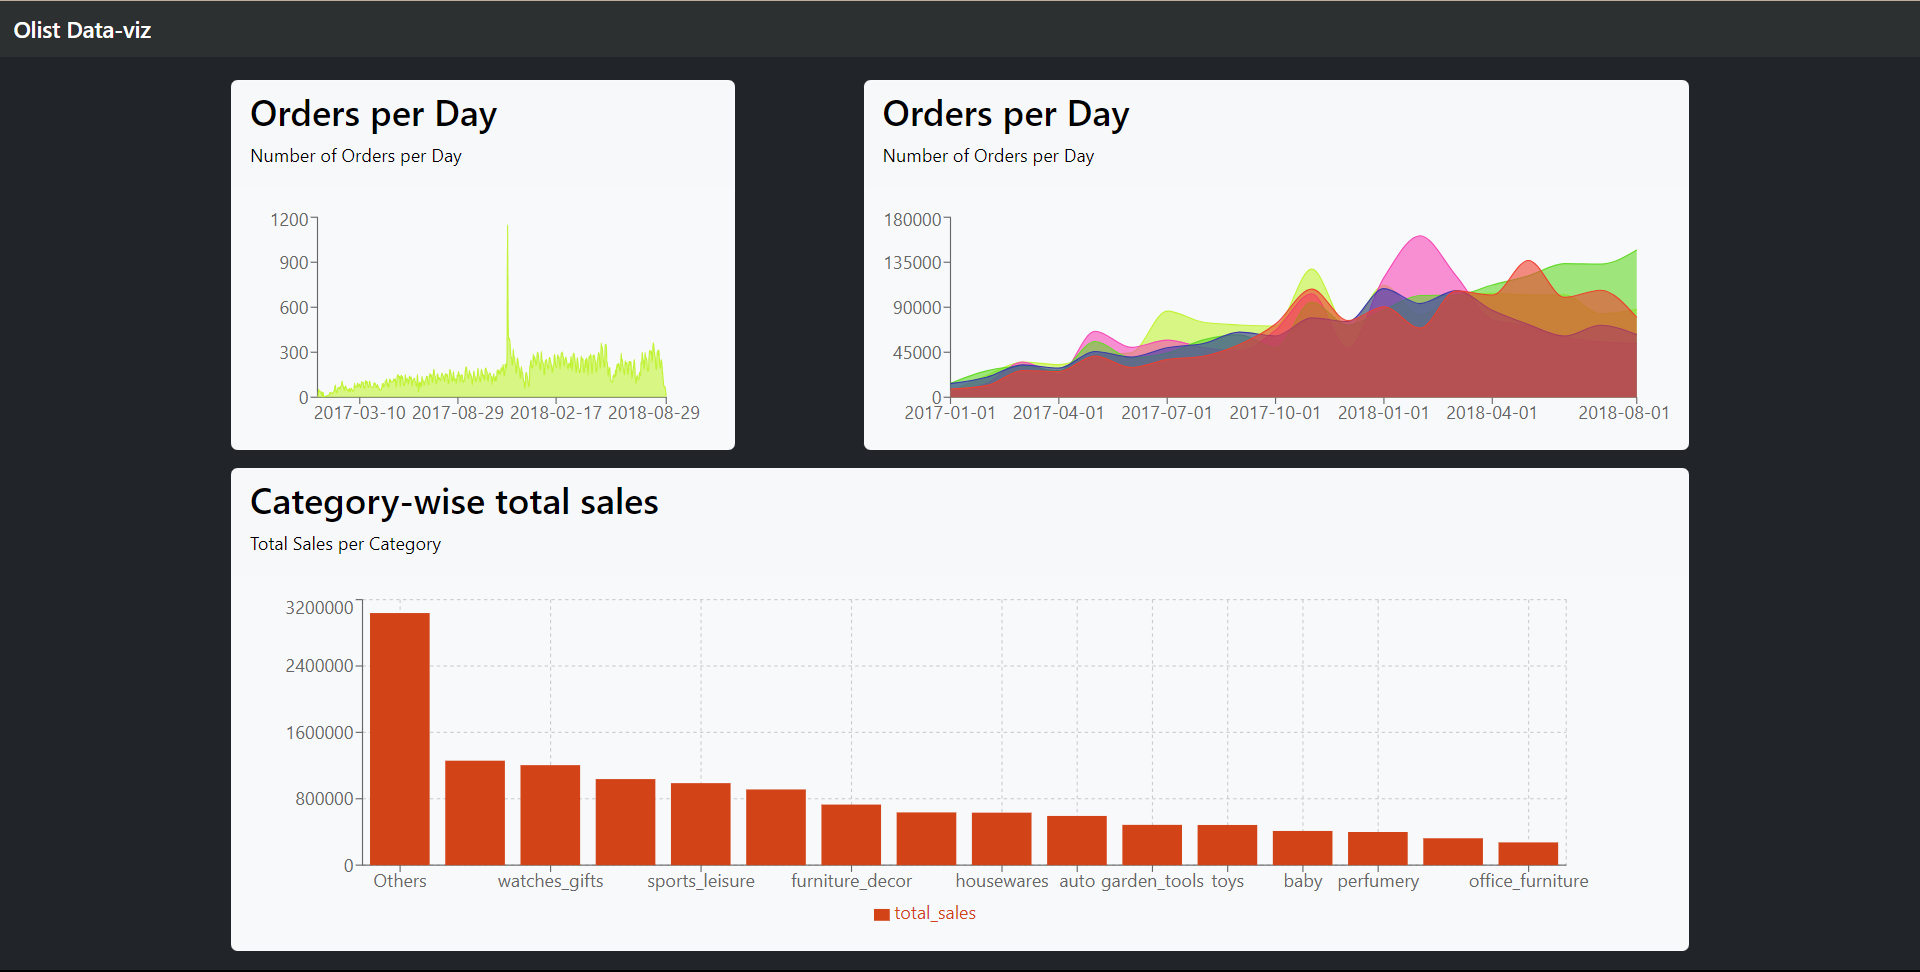 Olist Data-viz
Orders per Day
Number of Orders per Day
1200
900
600
300
0
2017-03-10 2017-08-29 2018-02-17 2018-08-29
Orders per Day
Number of Orders per Day
180000
135000
90000
45000
0
2017-01-01 2017-04-01 2017-07-01 2017-10-01 2018-01-01 2018-04-01 2018-08-01
Category-wise total sales
Total Sales per Category
3200000
2400000
1600000
800000
0
Others watches_gifts sports_leisure furniture_decor housewares auto garden_tools toys baby perfumery office_furniture
total_sales